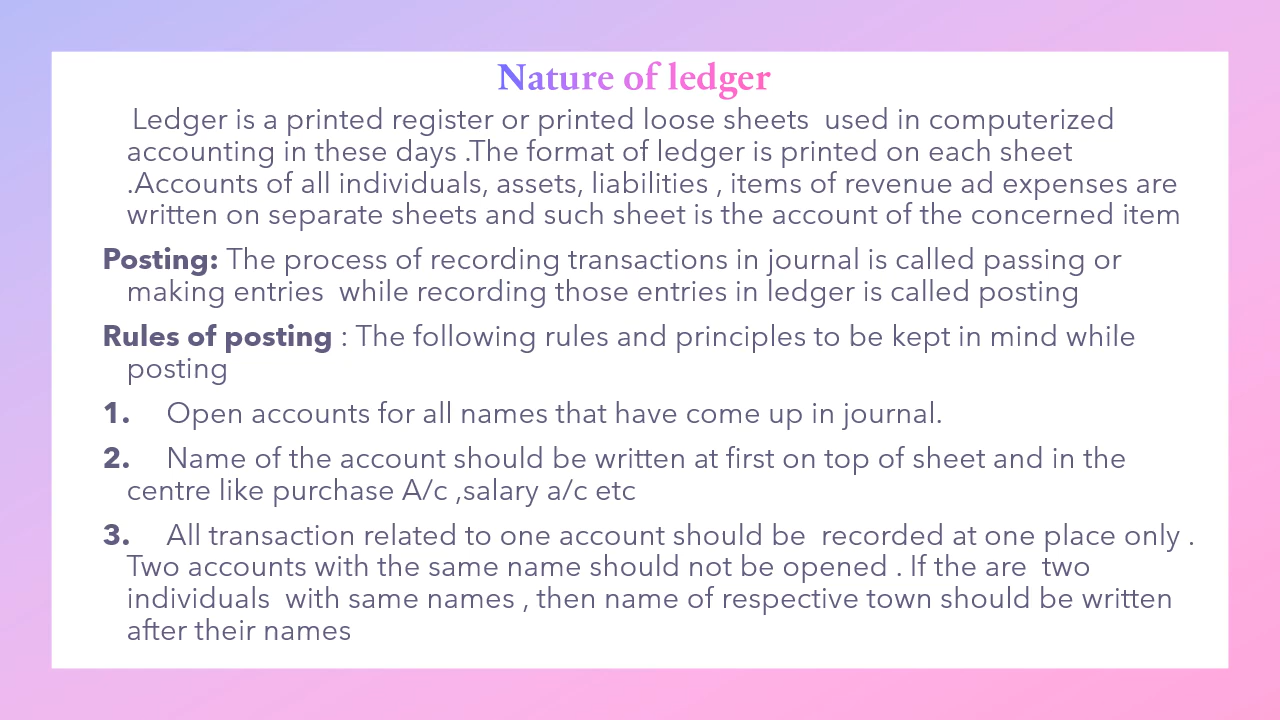 Nature of ledger
Ledger is a printed register or printed loose sheets  used in computerized
accounting in these days .The format of ledger is printed on each sheet
.Accounts of all individuals, assets, liabilities , items of revenue ad expenses are
written on separate sheets and such sheet is the account of the concerned item
Posting: The process of recording transactions in journal is called passing or
making entries  while recording those entries in ledger is called posting
Rules of posting : The following rules and principles to be kept in mind while
posting
1. Open accounts for all names that have come up in journal.
2. Name of the account should be written at first on top of sheet and in the
centre like purchase A/c ,salary a/c etc
3. All transaction related to one account should be  recorded at one place only .
Two accounts with the same name should not be opened . If the are  two
individuals  with same names , then name of respective town should be written
after their names